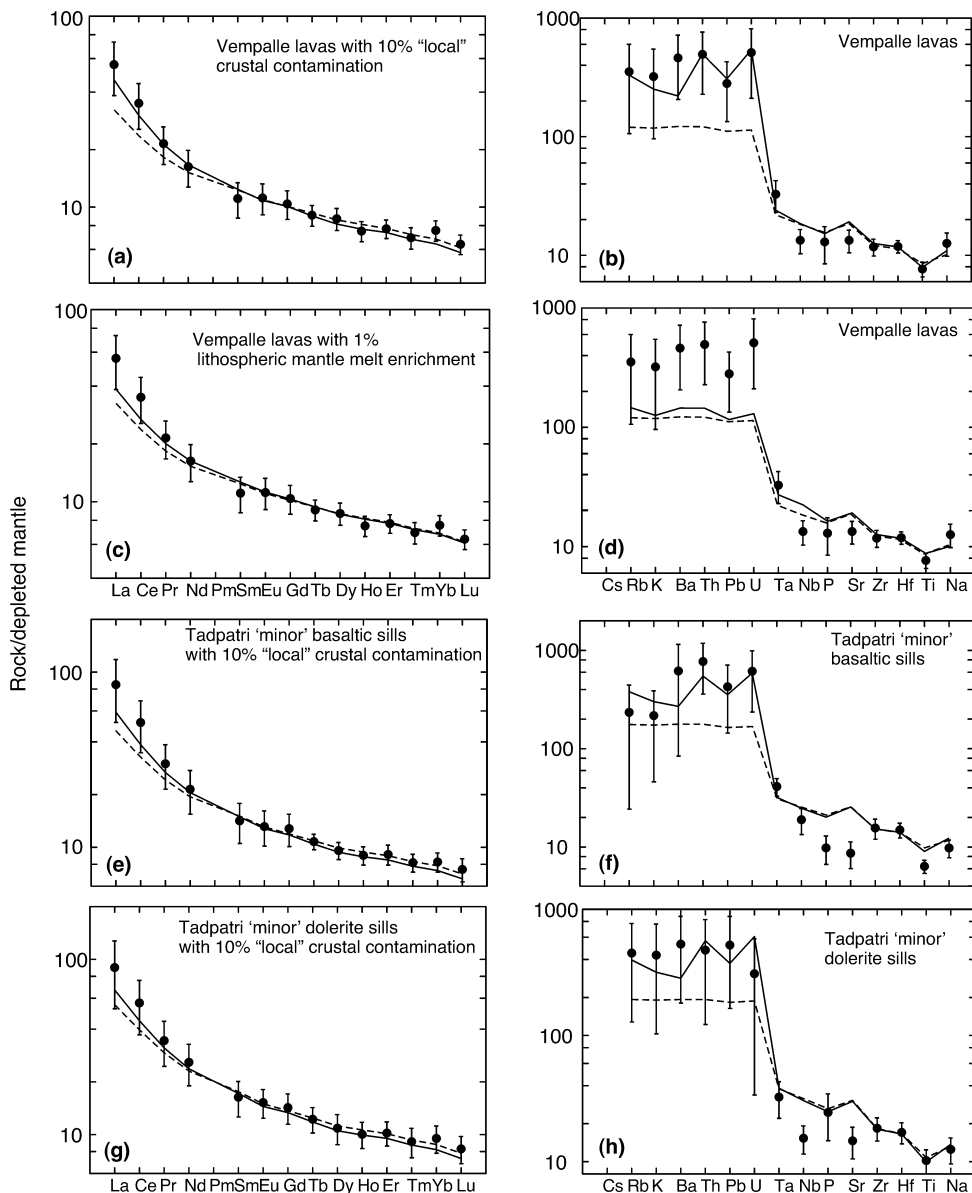 Rock/depleted mantle
100
10
Vempalle lavas with 10% “local”
crustal contamination
(a)
1000
100
10
Vempalle lavas
(b)
100
10
Vempalle lavas with 1%
lithospheric mantle melt enrichment
(c)
La Ce Pr Nd Pm Sm Eu Gd Tb Dy Ho Er Tm Yb Lu
1000
100
10
Vempalle lavas
(d)
Cs Rb K Ba Th Pb U Ta Nb P Sr Zr Hf Ti Na
100
10
Tadpatri ‘minor’ basaltic sills
with 10% “local” crustal contamination
(e)
1000
100
10
Tadpatri ‘minor’
basaltic sills
(f)
100
10
Tadpatri ‘minor’ dolerite sills
with 10% “local” crustal contamination
(g)
La Ce Pr Nd Pm Sm Eu Gd Tb Dy Ho Er Tm Yb Lu
1000
100
10
Tadpatri ‘minor’
dolerite sills
(h)
Cs Rb K Ba Th Pb U Ta Nb P Sr Zr Hf Ti Na